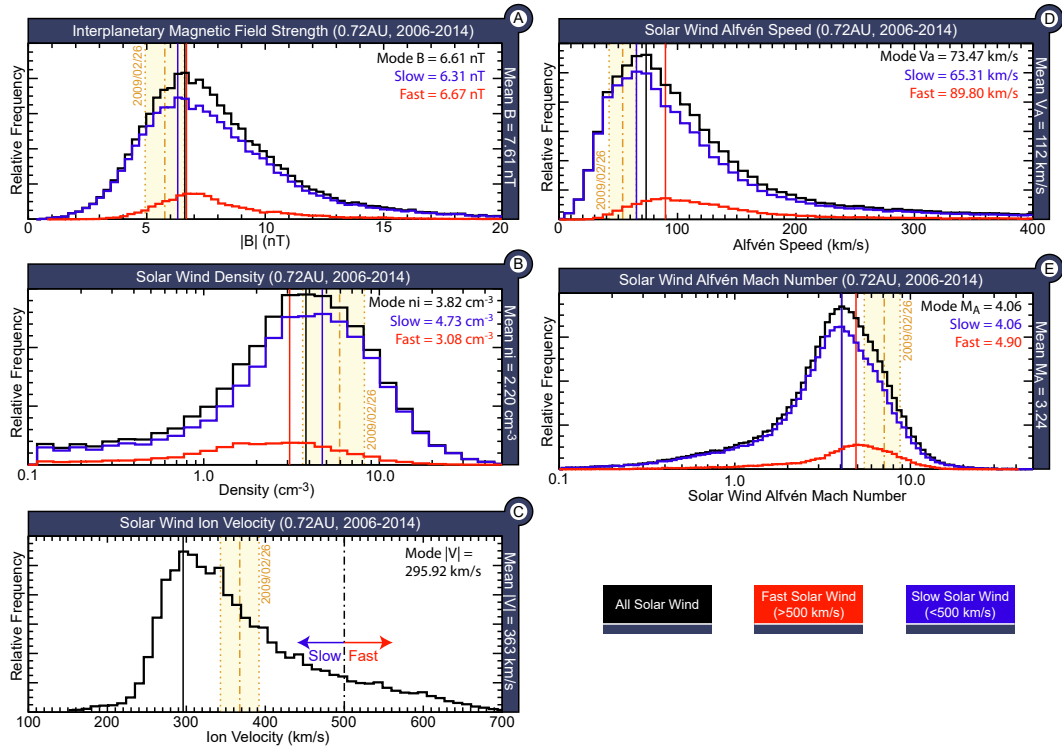 Interplanetary Magnetic Field Strength (0.72AU, 2006-2014)
A
Mean B = 7.61 nT
Relative Frequency
2009/02/26
Mode B = 6.61 nT
Slow = 6.31 nT
Fast = 6.67 nT
0 5 10 15 20
|B| (nT)
Solar Wind Density (0.72AU, 2006-2014)
B
Mean ni = 2.20 cm-3
Relative Frequency
Mode ni = 3.82 cm-3
Slow = 4.73 cm-3
Fast = 3.08 cm-3
2009/02/26
0.1 1.0 10.0
Density (cm-3)
Solar Wind Ion Velocity (0.72AU, 2006-2014)
C
Mean |V| = 363 km/s
Relative Frequency
2009/02/26
Mode |V| =
295.92 km/s
Slow Fast
100 200 300 400 500 600 700
Ion Velocity (km/s)
Solar Wind Alfvén Speed (0.72AU, 2006-2014)
D
Mean VA = 112 km/s
Relative Frequency
2009/02/26
Mode Va = 73.47 km/s
Slow = 65.31 km/s
Fast = 89.80 km/s
0 100 200 300 400
Alfvén Speed (km/s)
Solar Wind Alfvén Mach Number (0.72AU, 2006-2014)
E
Mean MA = 3.24
Relative Frequency
2009/02/26
Mode MA = 4.06
Slow = 4.06
Fast = 4.90
0.1 1.0 10.0
Solar Wind Alfvén Mach Number
All Solar Wind
Fast Solar Wind
(>500 km/s)
Slow Solar Wind
(<500 km/s)